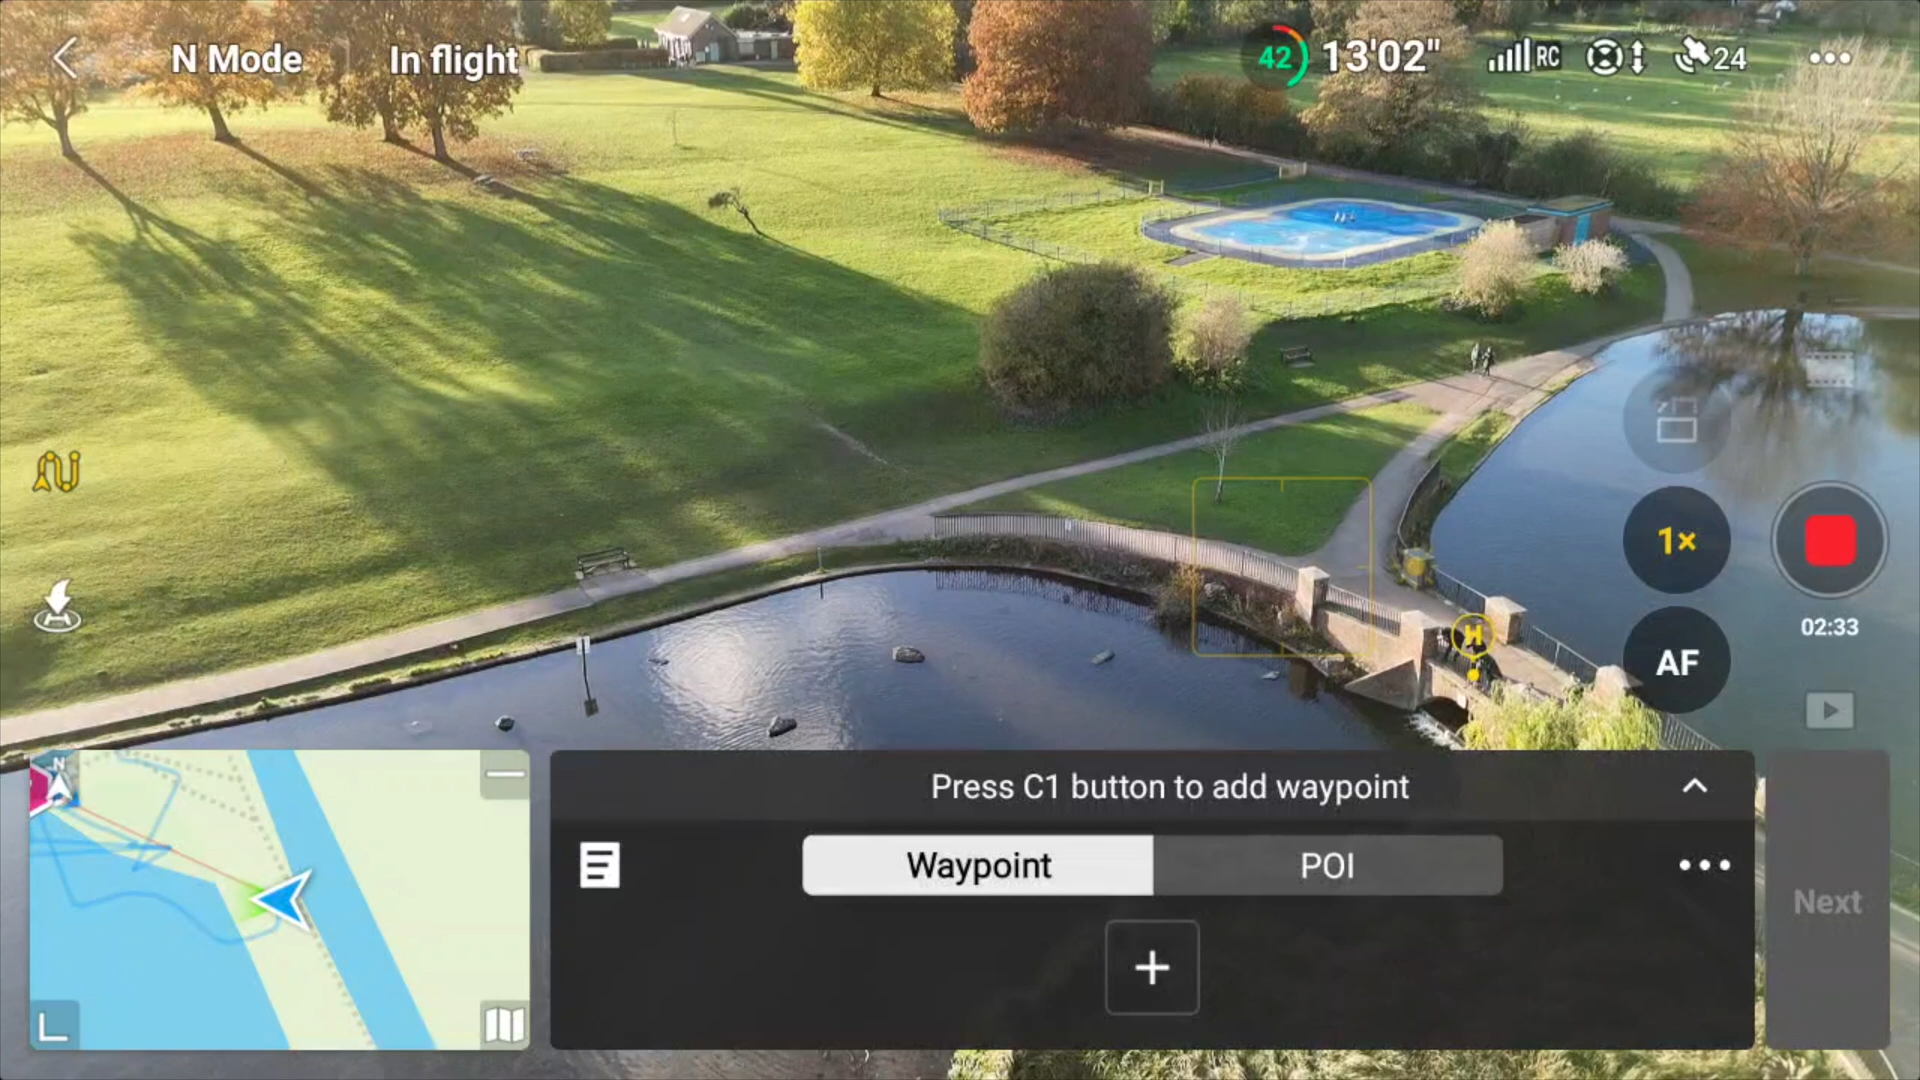 N Mode
In flight
42
13'02"
RC
24
1×
02:33
AF
H
N
Press C1 button to add waypoint
Waypoint
POI
Next